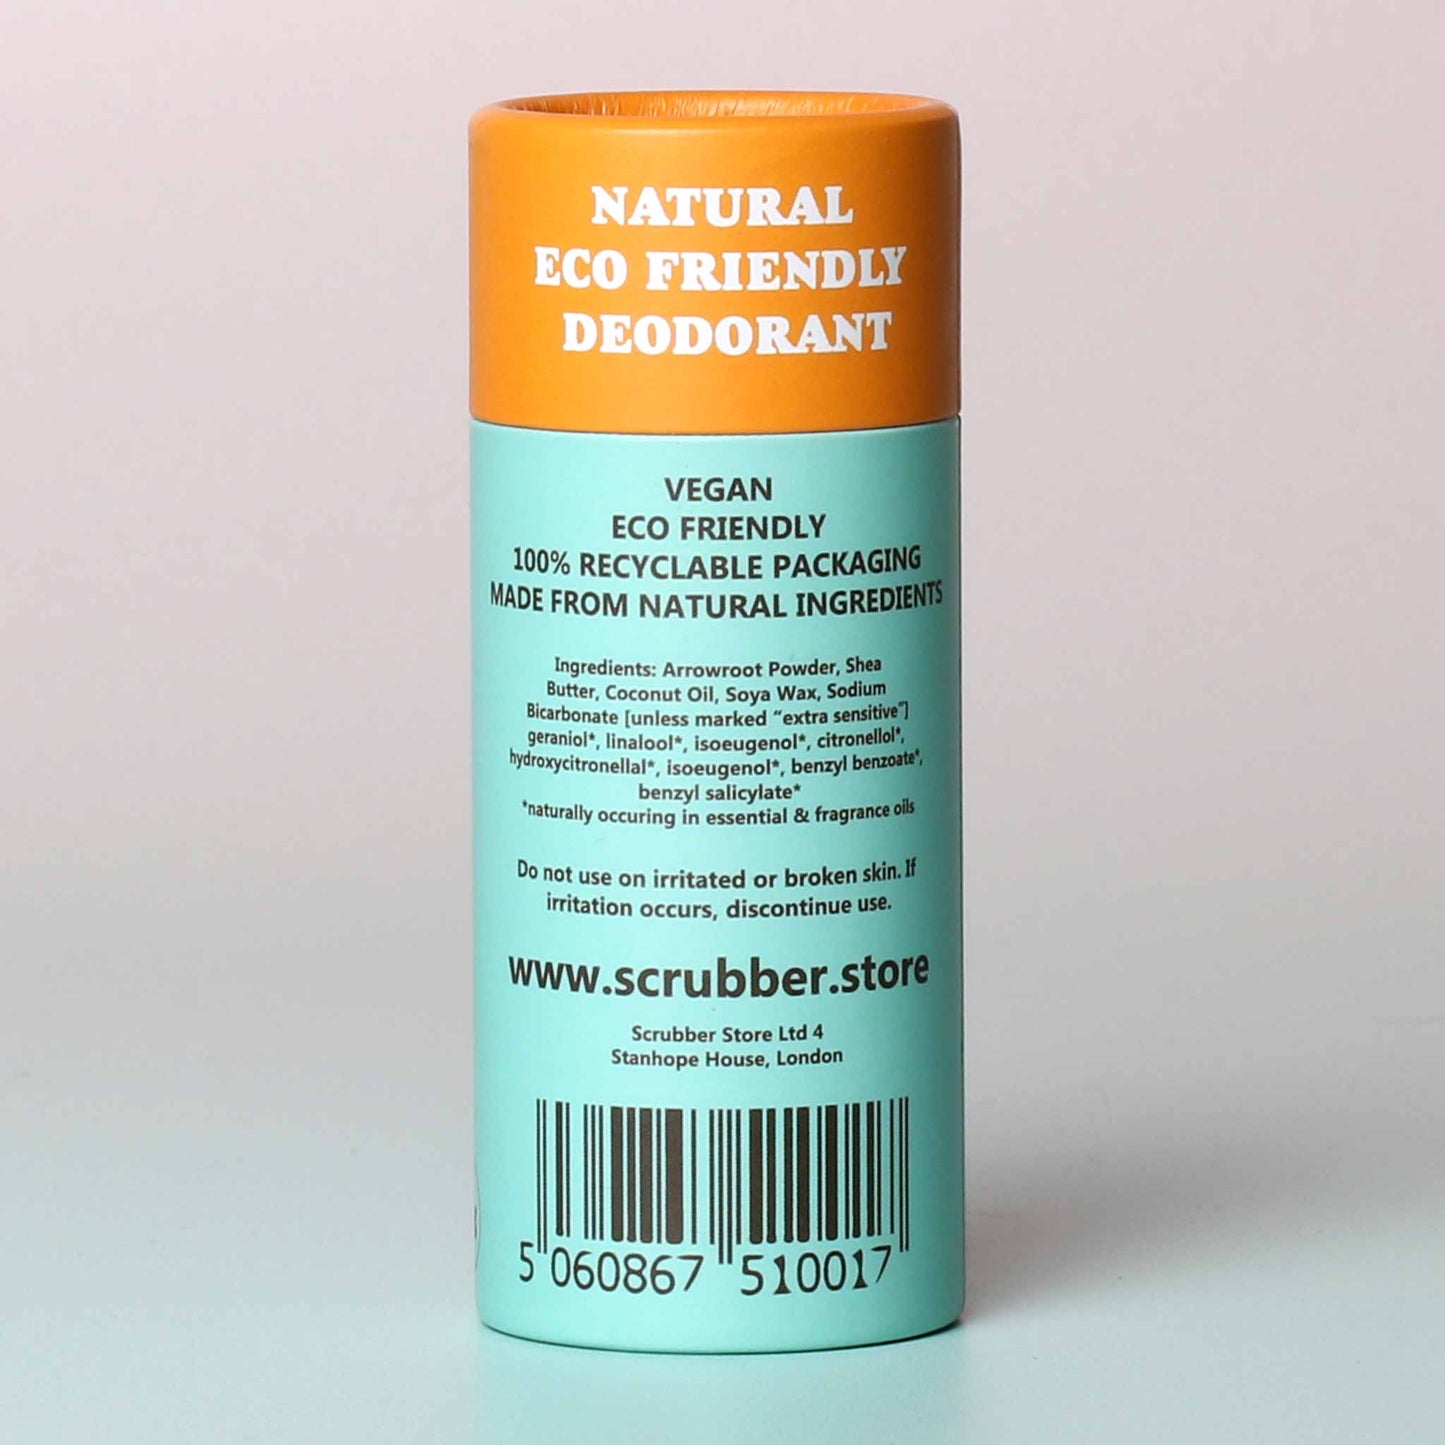 NATURAL
ECO FRIENDLY
DEODORANT
VEGAN
ECO FRIENDLY
100% RECYCLABLE PACKAGING
MADE FROM NATURAL INGREDIENTS
Ingredients: Arrowroot Powder, Shea
Butter, Coconut Oil, Soya Wax, Sodium
Bicarbonate [unless marked “extra sensitive”]
geraniol*, linalool*, isoeugenol*, citronellol*,
hydroxycitronellal*, isoeugenol*, benzyl benzoate*,
benzyl salicylate*
*naturally occuring in essential & fragrance oils
Do not use on irritated or broken skin. If
irritation occurs, discontinue use.
www.scrubber.store
Scrubber Store Ltd 4
Stanhope House, London
5 060867 510017